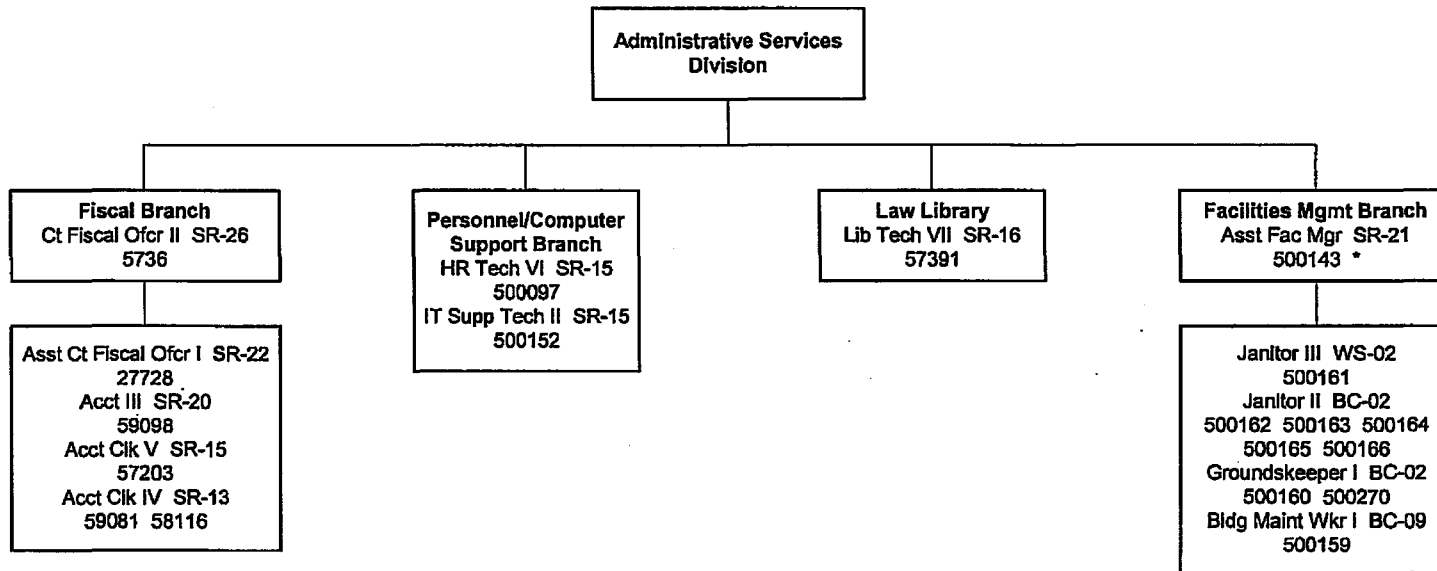 Administrative Services
Division
Fiscal Branch
Ct Fiscal Ofcr II SR-26
5736
Personnel/Computer
Support Branch
HR Tech VI SR-15
500097
IT Supp Tech II SR-15
500152
Law Library
Lib Tech VII SR-16
57391
Facilities Mgmt Branch
Asst Fac Mgr SR-21
500143 *
Asst Ct Fiscal Ofcr I SR-22
27728
Acct III SR-20
59098
Acct Clk V SR-15
57203
Acct Clk IV SR-13
59081 58116
Janitor III WS-02
500161
Janitor II BC-02
500162 500163 500164
500165 500166
Groundskeeper I BC-02
500160 500270
Bldg Maint Wkr I BC-09
500159